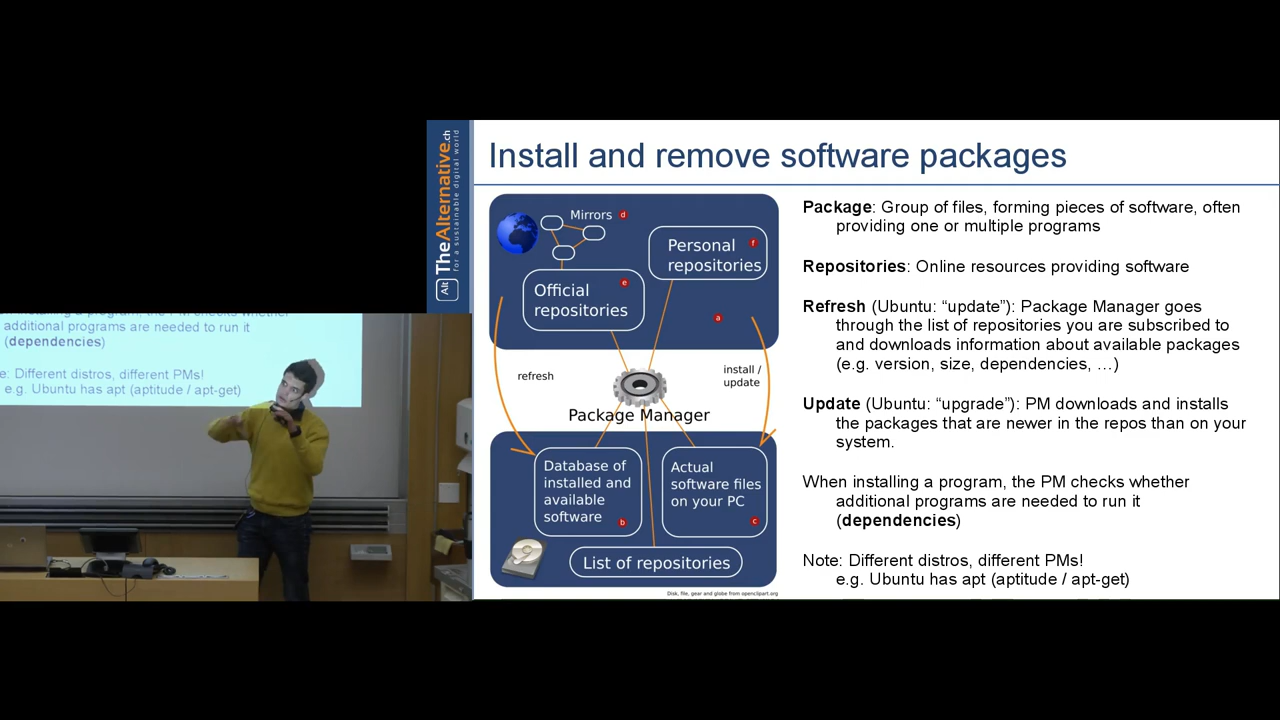 Alt TheAlternative.ch
for a sustainable digital world
Install and remove software packages
Mirrors d
Personal f
repositories
Official e
repositories
a
refresh
install /
update
Package Manager
Database of
installed and
available
software b
Actual
software files
on your PC
c
List of repositories
Disk, file, gear and globe from openclipart.org
Package: Group of files, forming pieces of software, often
providing one or multiple programs
Repositories: Online resources providing software
Refresh (Ubuntu: “update”): Package Manager goes
through the list of repositories you are subscribed to
and downloads information about available packages
(e.g. version, size, dependencies, …)
Update (Ubuntu: “upgrade”): PM downloads and installs
the packages that are newer in the repos than on your
system.
When installing a program, the PM checks whether
additional programs are needed to run it
(dependencies)
Note: Different distros, different PMs!
e.g. Ubuntu has apt (aptitude / apt-get)
additional programs are needed to run it
(dependencies)
e: Different distros, different PMs!
e.g. Ubuntu has apt (aptitude / apt-get)